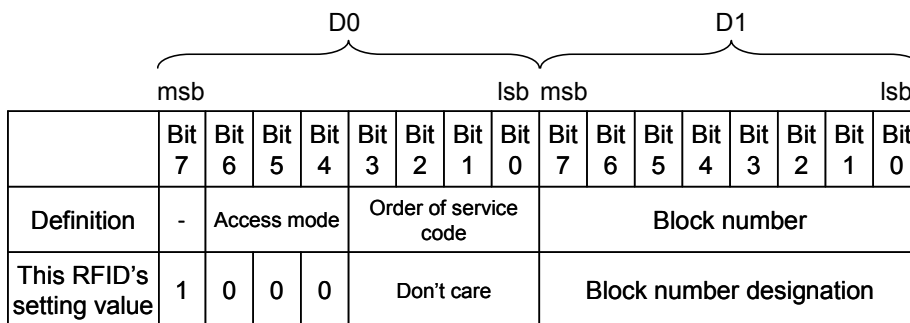 D0 D1
msb lsb msb lsb
Bit 7 Bit 6 Bit 5 Bit 4 Bit 3 Bit 2 Bit 1 Bit 0 Bit 7 Bit 6 Bit 5 Bit 4 Bit 3 Bit 2 Bit 1 Bit 0
Definition - Access mode Order of service code Block number
This RFID's setting value 1 0 0 0 Don't care Block number designation